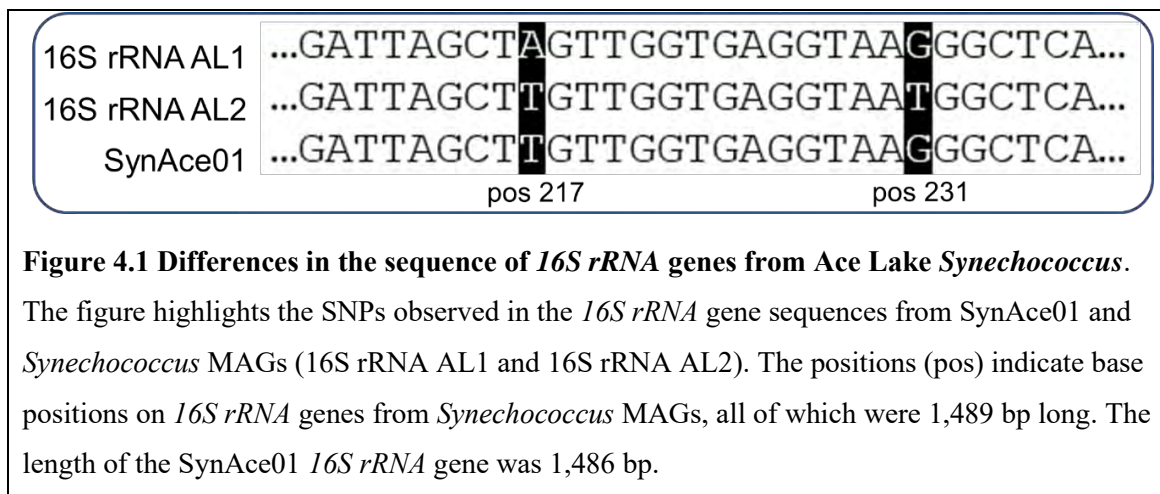 16S rRNA AL1 ...GATTAGCTAGTTGGTGAGGTAAGGGCTCA...
16S rRNA AL2 ...GATTAGCTTGTTGGTGAGGTAATGGCTCA...
SynAce01 ...GATTAGCTTGTTGGTGAGGTAAGGGCTCA...
pos 217 pos 231
Figure 4.1 Differences in the sequence of 16S rRNA genes from Ace Lake Synechococcus.
The figure highlights the SNPs observed in the 16S rRNA gene sequences from SynAce01 and
Synechococcus MAGs (16S rRNA AL1 and 16S rRNA AL2). The positions (pos) indicate base
positions on 16S rRNA genes from Synechococcus MAGs, all of which were 1,489 bp long. The
length of the SynAce01 16S rRNA gene was 1,486 bp.